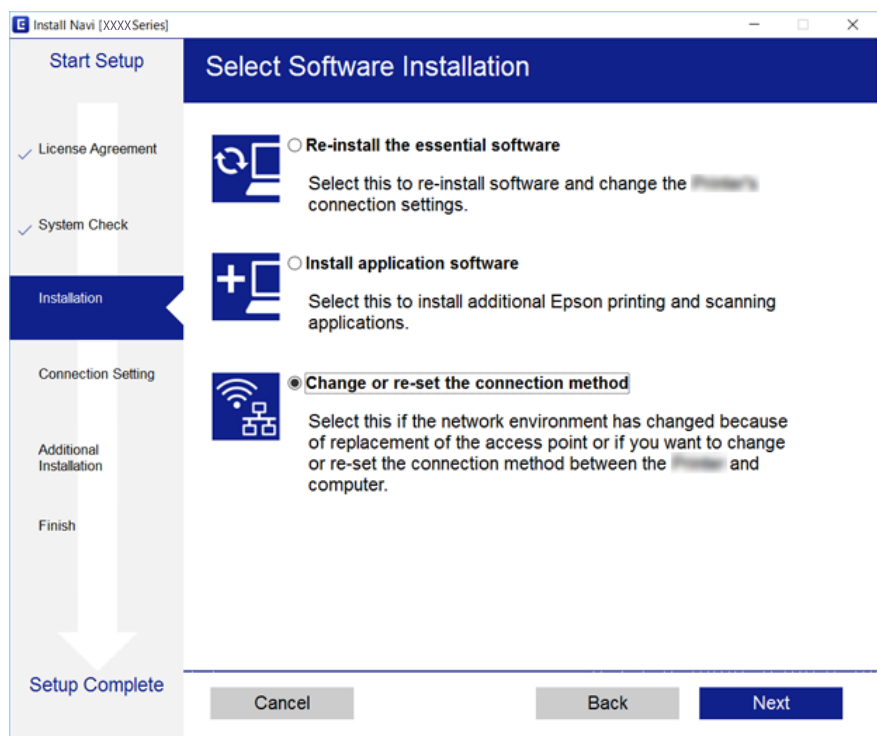 Install Navi [XXXX Series]
Start Setup
License Agreement
System Check
Installation
Connection Setting
Additional
Installation
Finish
Setup Complete
Select Software Installation
Re-install the essential software
Select this to re-install software and change the
connection settings.
Install application software
Select this to install additional Epson printing and scanning
applications.
Change or re-set the connection method
Select this if the network environment has changed because
of replacement of the access point or if you want to change
or re-set the connection method between the and
computer.
Cancel
Back
Next